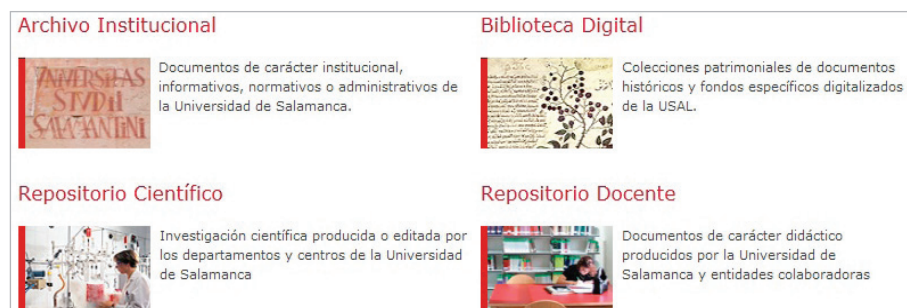 Archivo Institucional
Documentos de carácter institucional,
informativos, normativos o administrativos de
la Universidad de Salamanca.
VNIVERSITAS
STVDII
SALAMANTINI
Biblioteca Digital
Colecciones patrimoniales de documentos
históricos y fondos específicos digitalizados
de la USAL.
Repositorio Científico
Investigación científica producida o editada por
los departamentos y centros de la Universidad
de Salamanca
Repositorio Docente
Documentos de carácter didáctico
producidos por la Universidad de
Salamanca y entidades colaboradoras